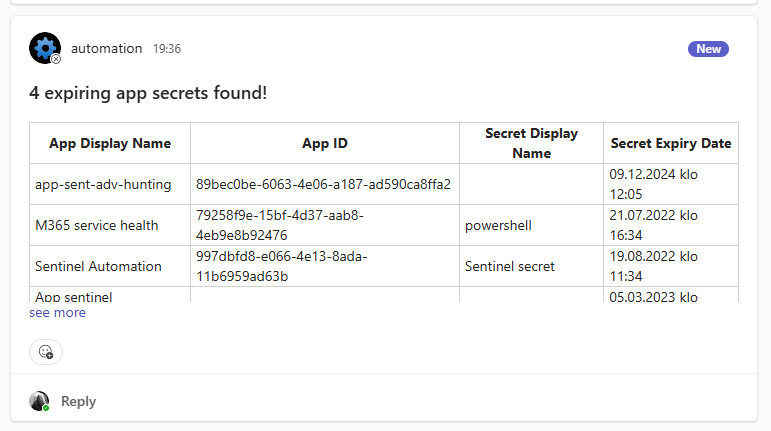 automation 19:36 New
4 expiring app secrets found!
App Display Name App ID Secret Display Name Secret Expiry Date
app-sent-adv-hunting 89bec0be-6063-4e06-a187-ad590ca8ffa2 09.12.2024 klo 12:05
M365 service health 79258f9e-15bf-4d37-aab8-4eb9e8b92476 powershell 21.07.2022 klo 16:34
Sentinel Automation 997dbfd8-e066-4e13-8ada-11b6959ad63b Sentinel secret 19.08.2022 klo 11:34
App sentinel 05.03.2023 klo
see more
Reply